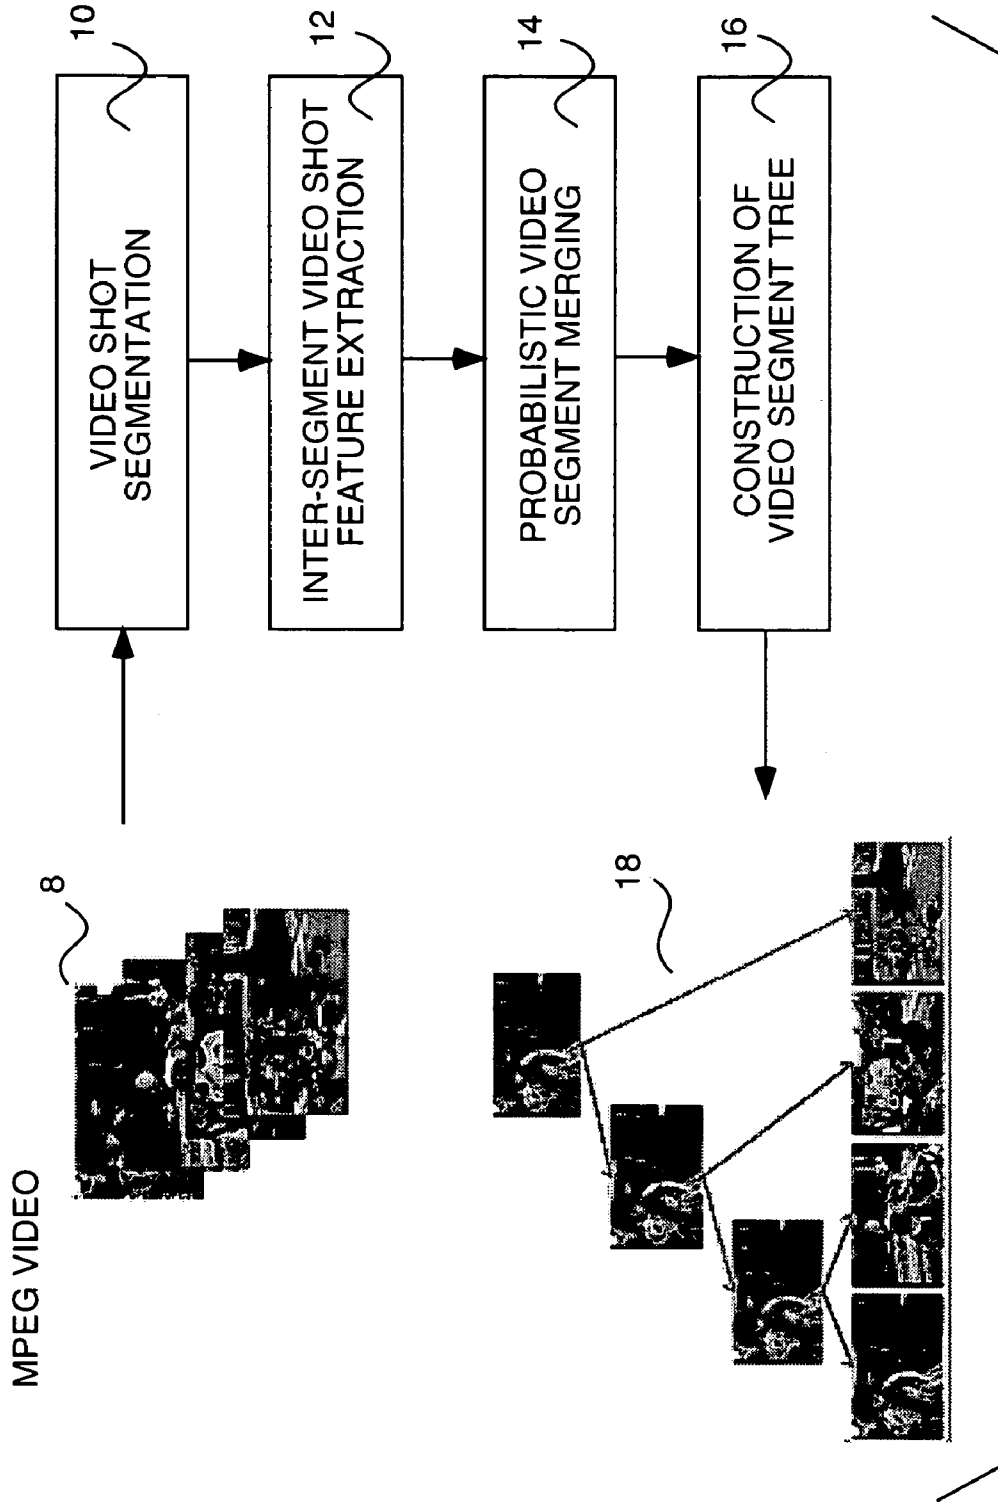 MPEG VIDEO
8
VIDEO SHOT
SEGMENTATION
10
INTER-SEGMENT VIDEO SHOT
FEATURE EXTRACTION
12
PROBABILISTIC VIDEO
SEGMENT MERGING
14
CONSTRUCTION OF
VIDEO SEGMENT TREE
16
18